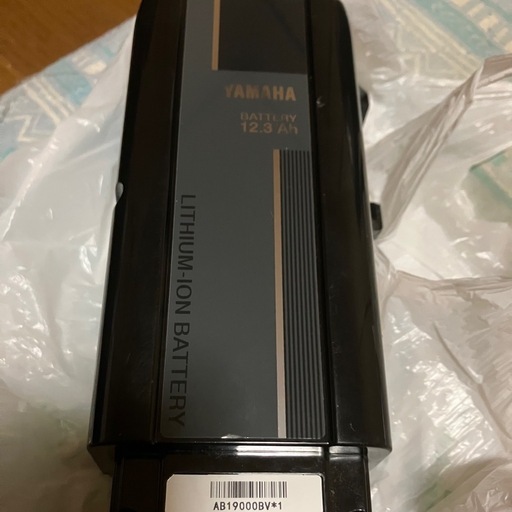 YAMAHA
BATTERY
12.3 Ah
LITHIUM-ION BATTERY
AB19000BV*1